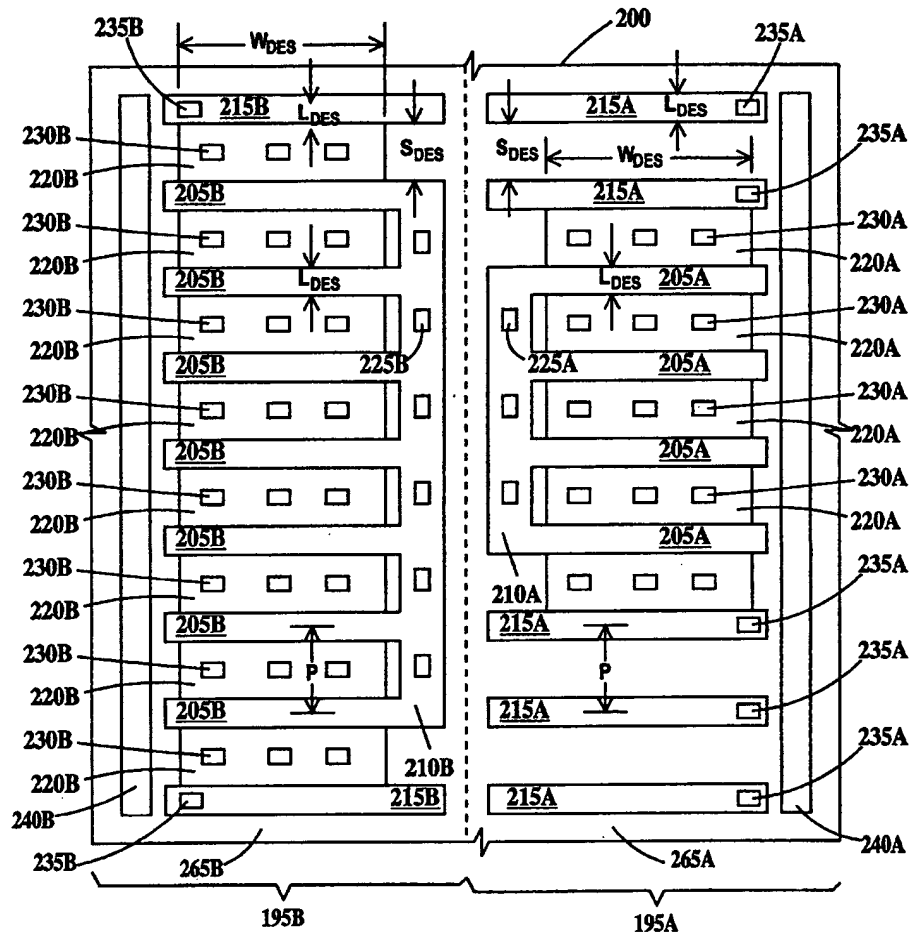 235B W_DES 200 235A
215B L_DES 215A L_DES
230B S_DES S_DES W_DES 235A
220B 205B 215A
230B 230A
220B 220A
205B L_DES L_DES 205A
230B 230A
220B 225B 225A 220A
205B 205A
230B 230A
220B 220A
205B 205A
230B 230A
220B 220A
205B 205A
230B 235A
220B 210A
205B 215A
230B P P 235A
220B
205B 215A
230B 235A
220B 210B
240B 215B 215A
235B 265B 265A 240A
195B 195A